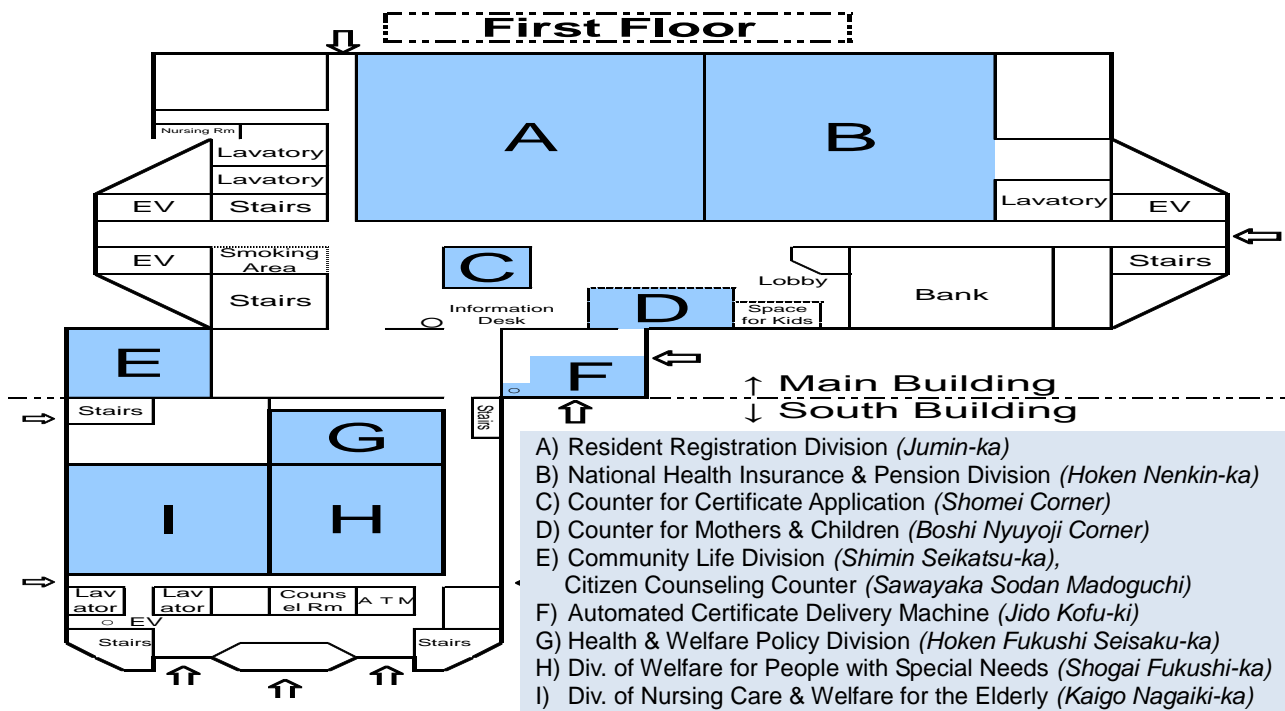 First Floor
A
B
Nursing Rm
Lavatory
Lavatory
EV
Stairs
Lavatory
EV
EV
Smoking
Area
Stairs
C
Lobby
Bank
Stairs
Information
Desk
D
Space
for Kids
E
F
↑ Main Building
↓ South Building
Stairs
Stairs
G
I
H
Lav
ator
Lav
ator
Couns
el Rm
A T M
EV
Stairs
Stairs
A) Resident Registration Division (Jumin-ka)
B) National Health Insurance & Pension Division (Hoken Nenkin-ka)
C) Counter for Certificate Application (Shomei Corner)
D) Counter for Mothers & Children (Boshi Nyuyoji Corner)
E) Community Life Division (Shimin Seikatsu-ka),
Citizen Counseling Counter (Sawayaka Sodan Madoguchi)
F) Automated Certificate Delivery Machine (Jido Kofu-ki)
G) Health & Welfare Policy Division (Hoken Fukushi Seisaku-ka)
H) Div. of Welfare for People with Special Needs (Shogai Fukushi-ka)
I) Div. of Nursing Care & Welfare for the Elderly (Kaigo Nagaiki-ka)